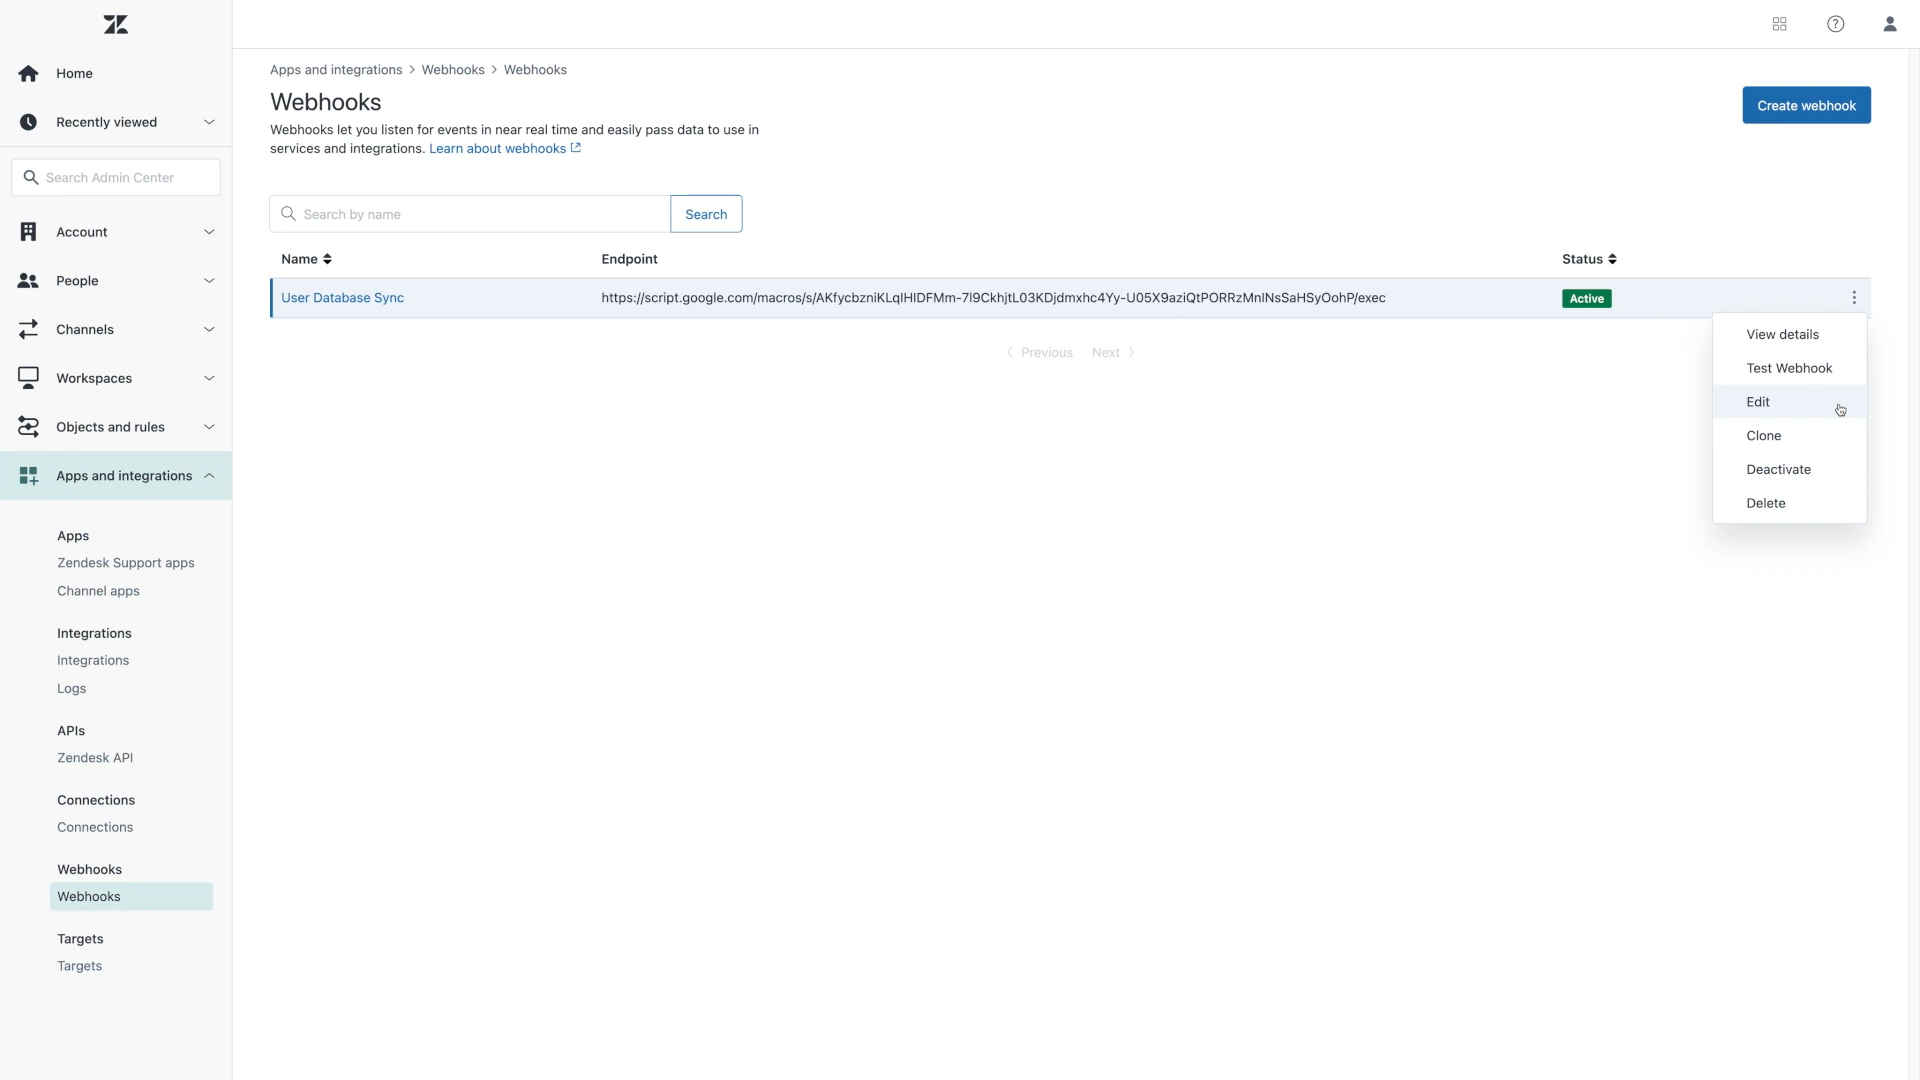 Home
Recently viewed
Search Admin Center
Account
People
Channels
Workspaces
Objects and rules
Apps and integrations
Apps
Zendesk Support apps
Channel apps
Integrations
Integrations
Logs
APIs
Zendesk API
Connections
Connections
Webhooks
Webhooks
Targets
Targets
Apps and integrations > Webhooks > Webhooks
Webhooks
Create webhook
Webhooks let you listen for events in near real time and easily pass data to use in
services and integrations. Learn about webhooks
Search by name
Search
Name Endpoint Status
User Database Sync https://script.google.com/macros/s/AKfycbzniKLqIHIDFMm-7I9CkhjtL03KDjdmxhc4Yy-U05X9aziQtPORRzMnINsSaHSyOohP/exec Active
Previous Next
View details
Test Webhook
Edit
Clone
Deactivate
Delete